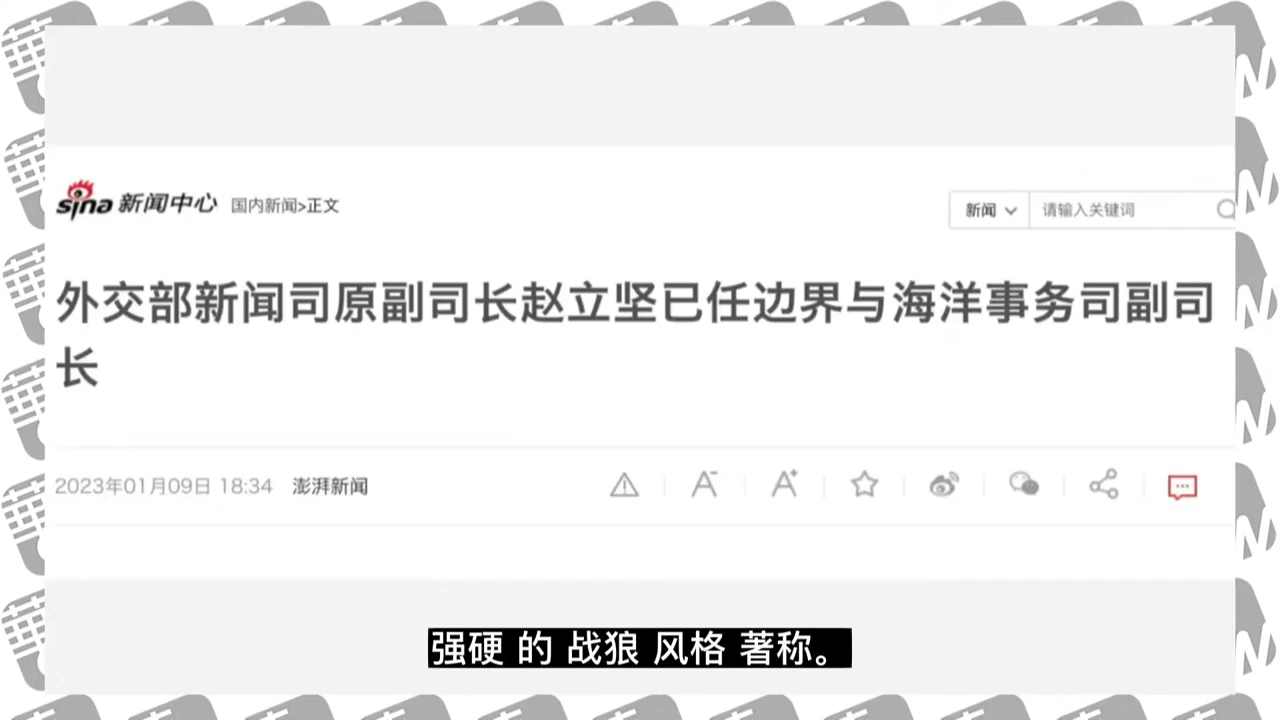 sina 新闻中心 国内新闻>正文
新闻 请输入关键词
外交部新闻司原副司长赵立坚已任边界与海洋事务司副司
长
2023年01月09日 18:34 澎湃新闻
强硬 的 战狼 风格 著称。